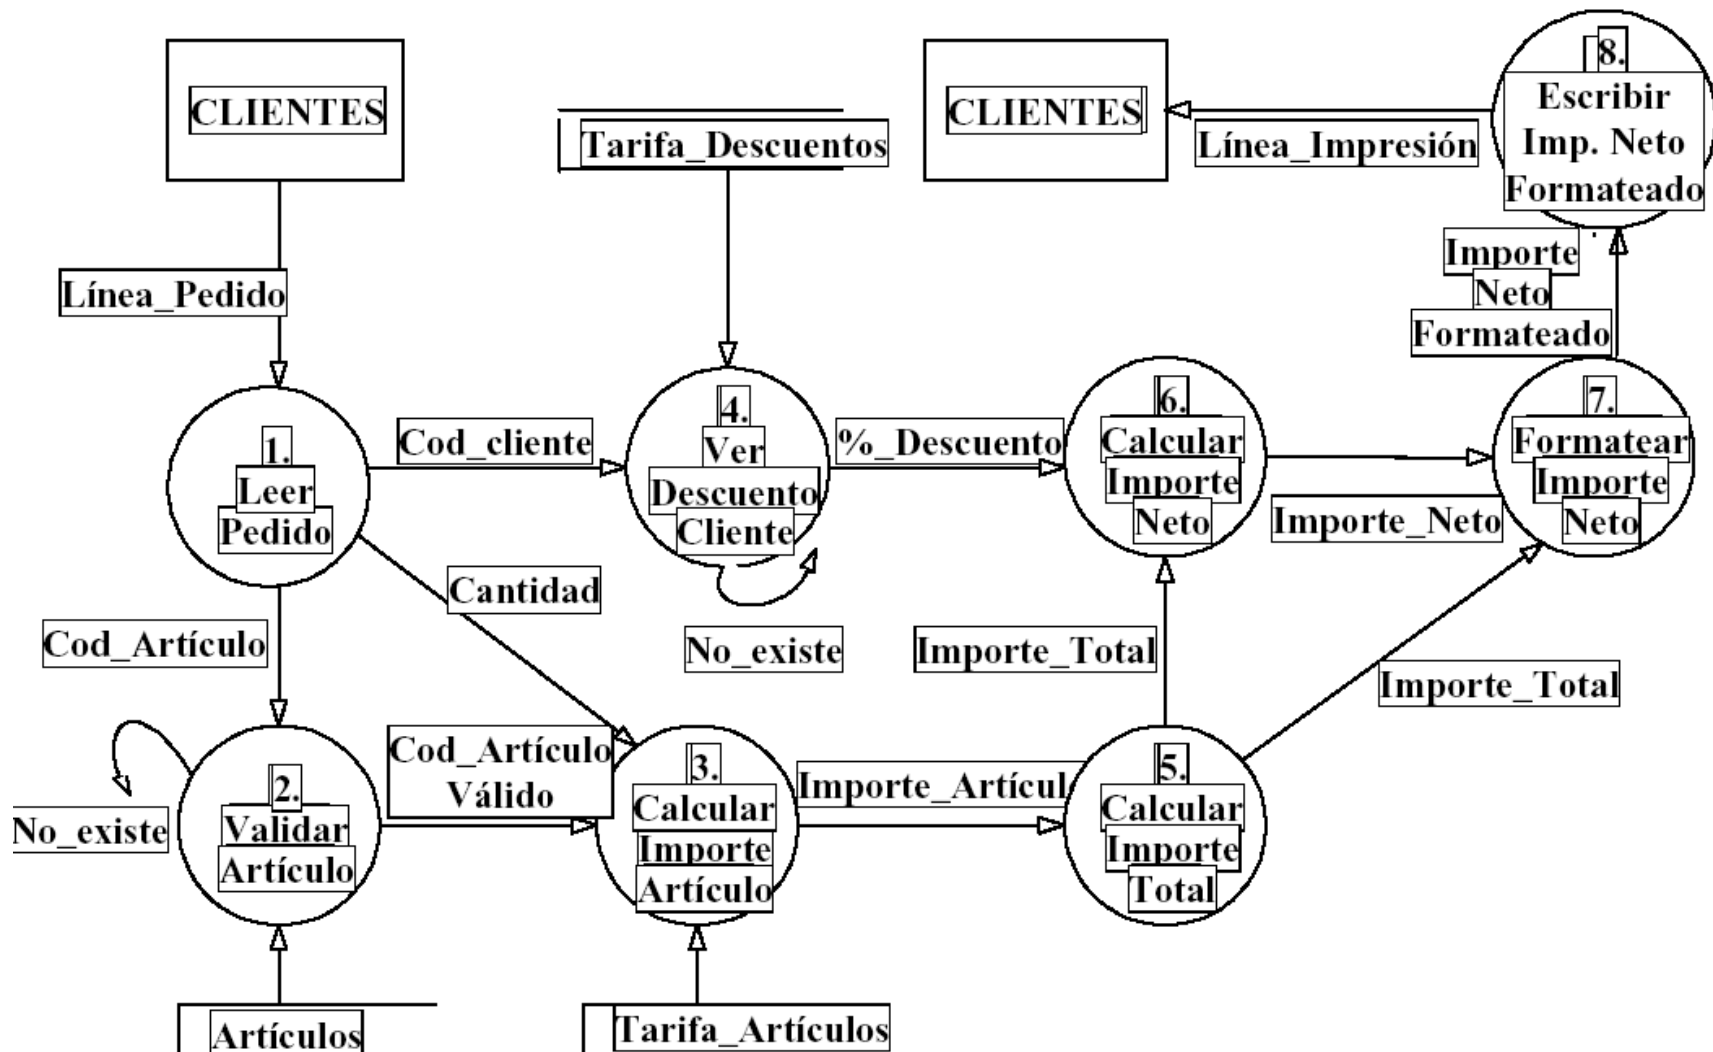 CLIENTES
CLIENTES
8.
Escribir
Imp. Neto
Formateado
Tarifa_Descuentos
Línea_Impresión
Importe
Neto
Formateado
Línea_Pedido
1.
Leer
Pedido
Cod_cliente
4.
Ver
Descuento
Cliente
%_Descuento
6.
Calcular
Importe
Neto
Importe_Neto
7.
Formatear
Importe
Neto
Cantidad
No_existe
Cod_Artículo
Importe_Total
Importe_Total
No_existe
2.
Validar
Artículo
Cod_Artículo
Válido
3.
Calcular
Importe
Artículo
Importe_Artícul
5.
Calcular
Importe
Total
Artículos
Tarifa_Artículos